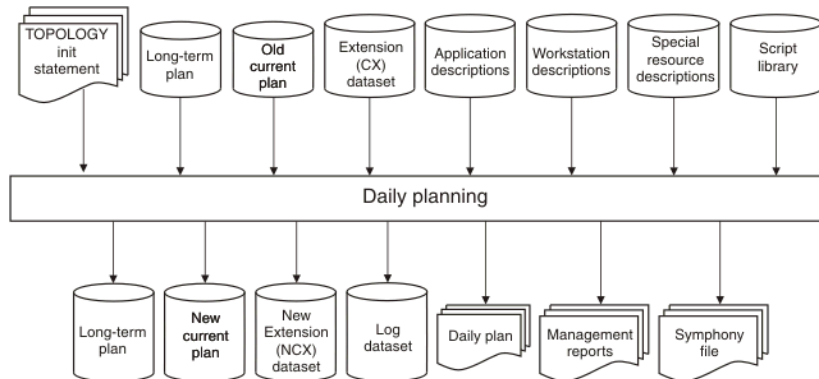 TOPOLOGY
init
statement
Long-term
plan
Old
current
plan
Extension
(CX)
dataset
Application
descriptions
Workstation
descriptions
Special
resource
descriptions
Script
library
Daily planning
Long-term
plan
New
current
plan
New
Extension
(NCX)
dataset
Log
dataset
Daily plan
Management
reports
Symphony
file